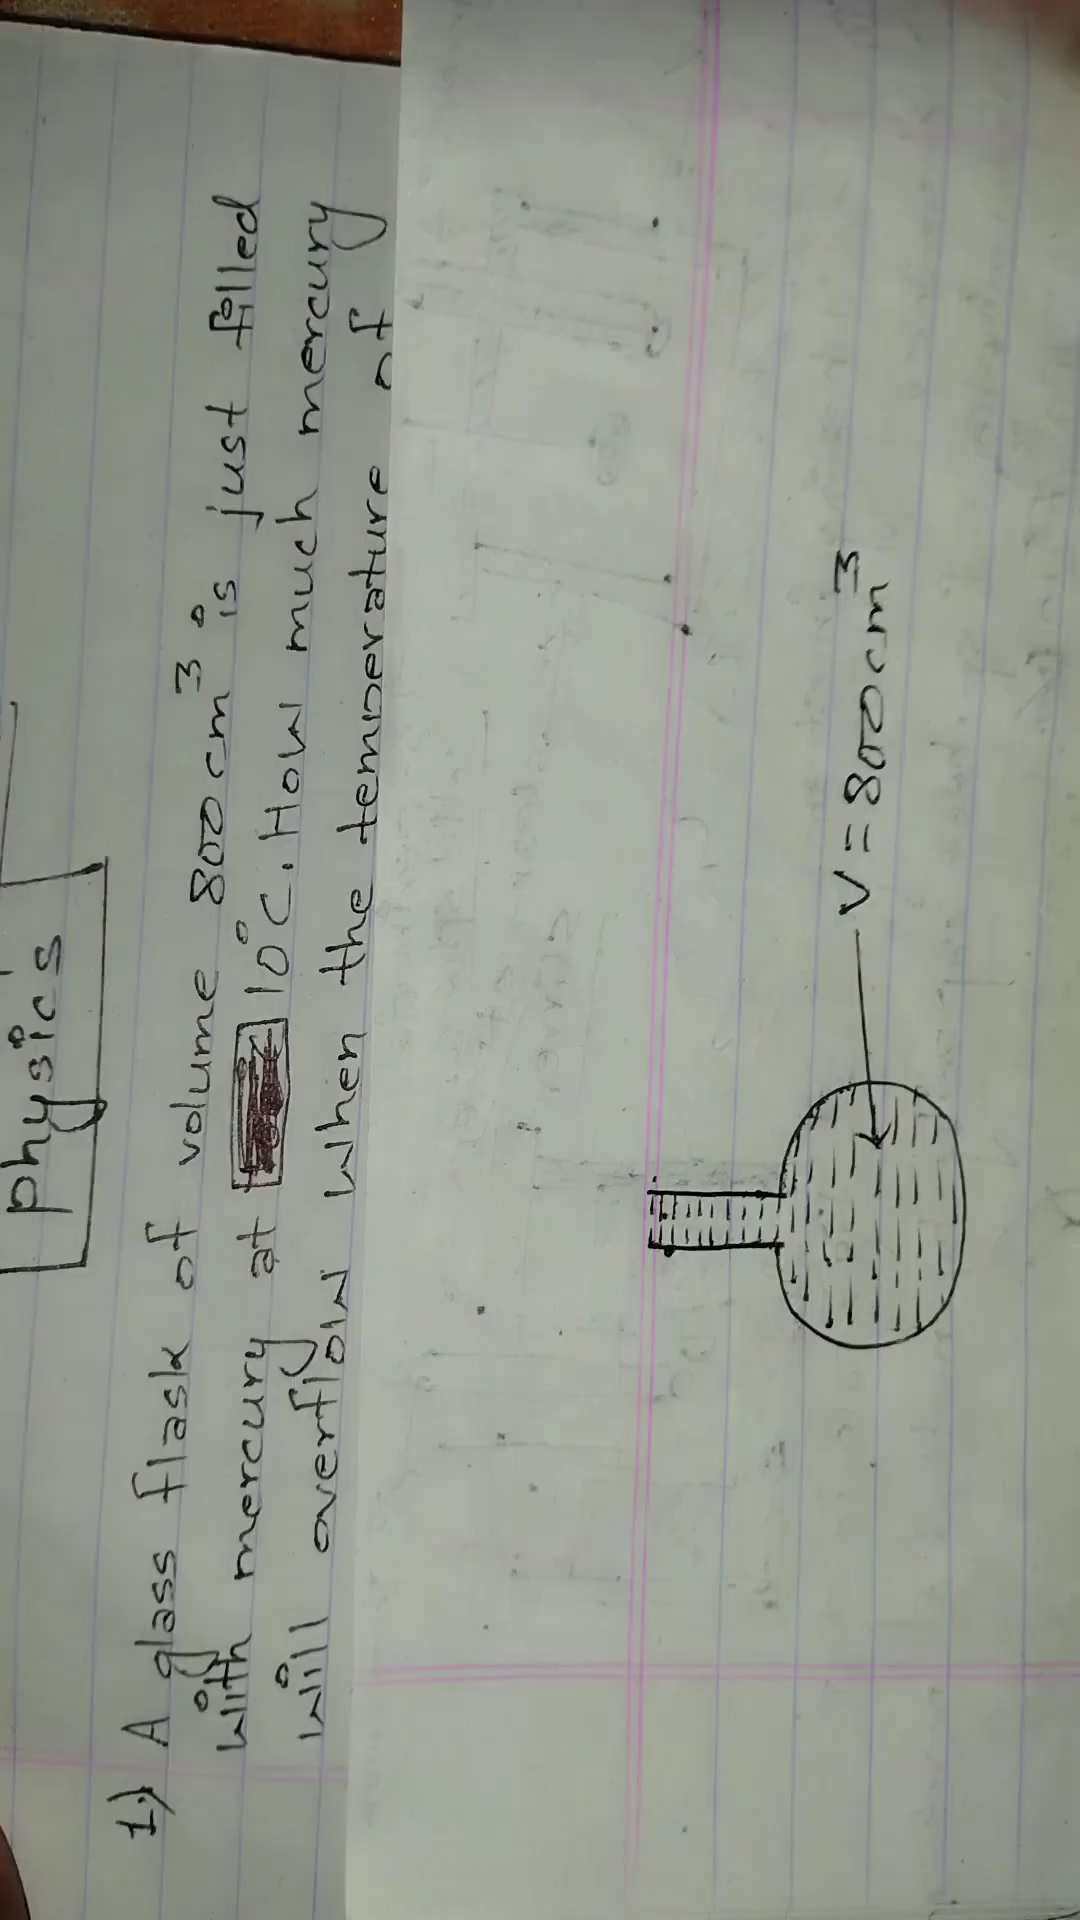 physics
1) A glass flask of volume 800 cm³ is just filled
with mercury at 10°C. How much mercury
will overflow when the temperature of
V = 800 cm³